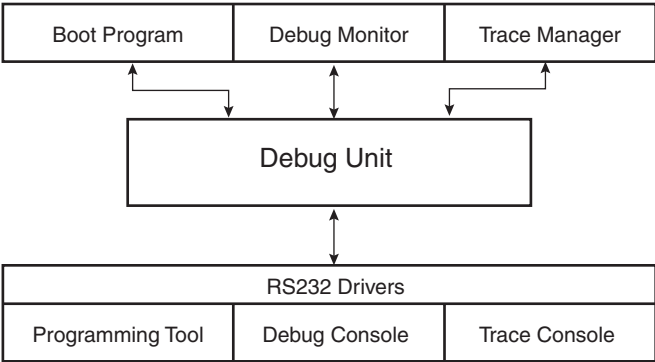 Boot Program
Debug Monitor
Trace Manager
Debug Unit
RS232 Drivers
Programming Tool
Debug Console
Trace Console